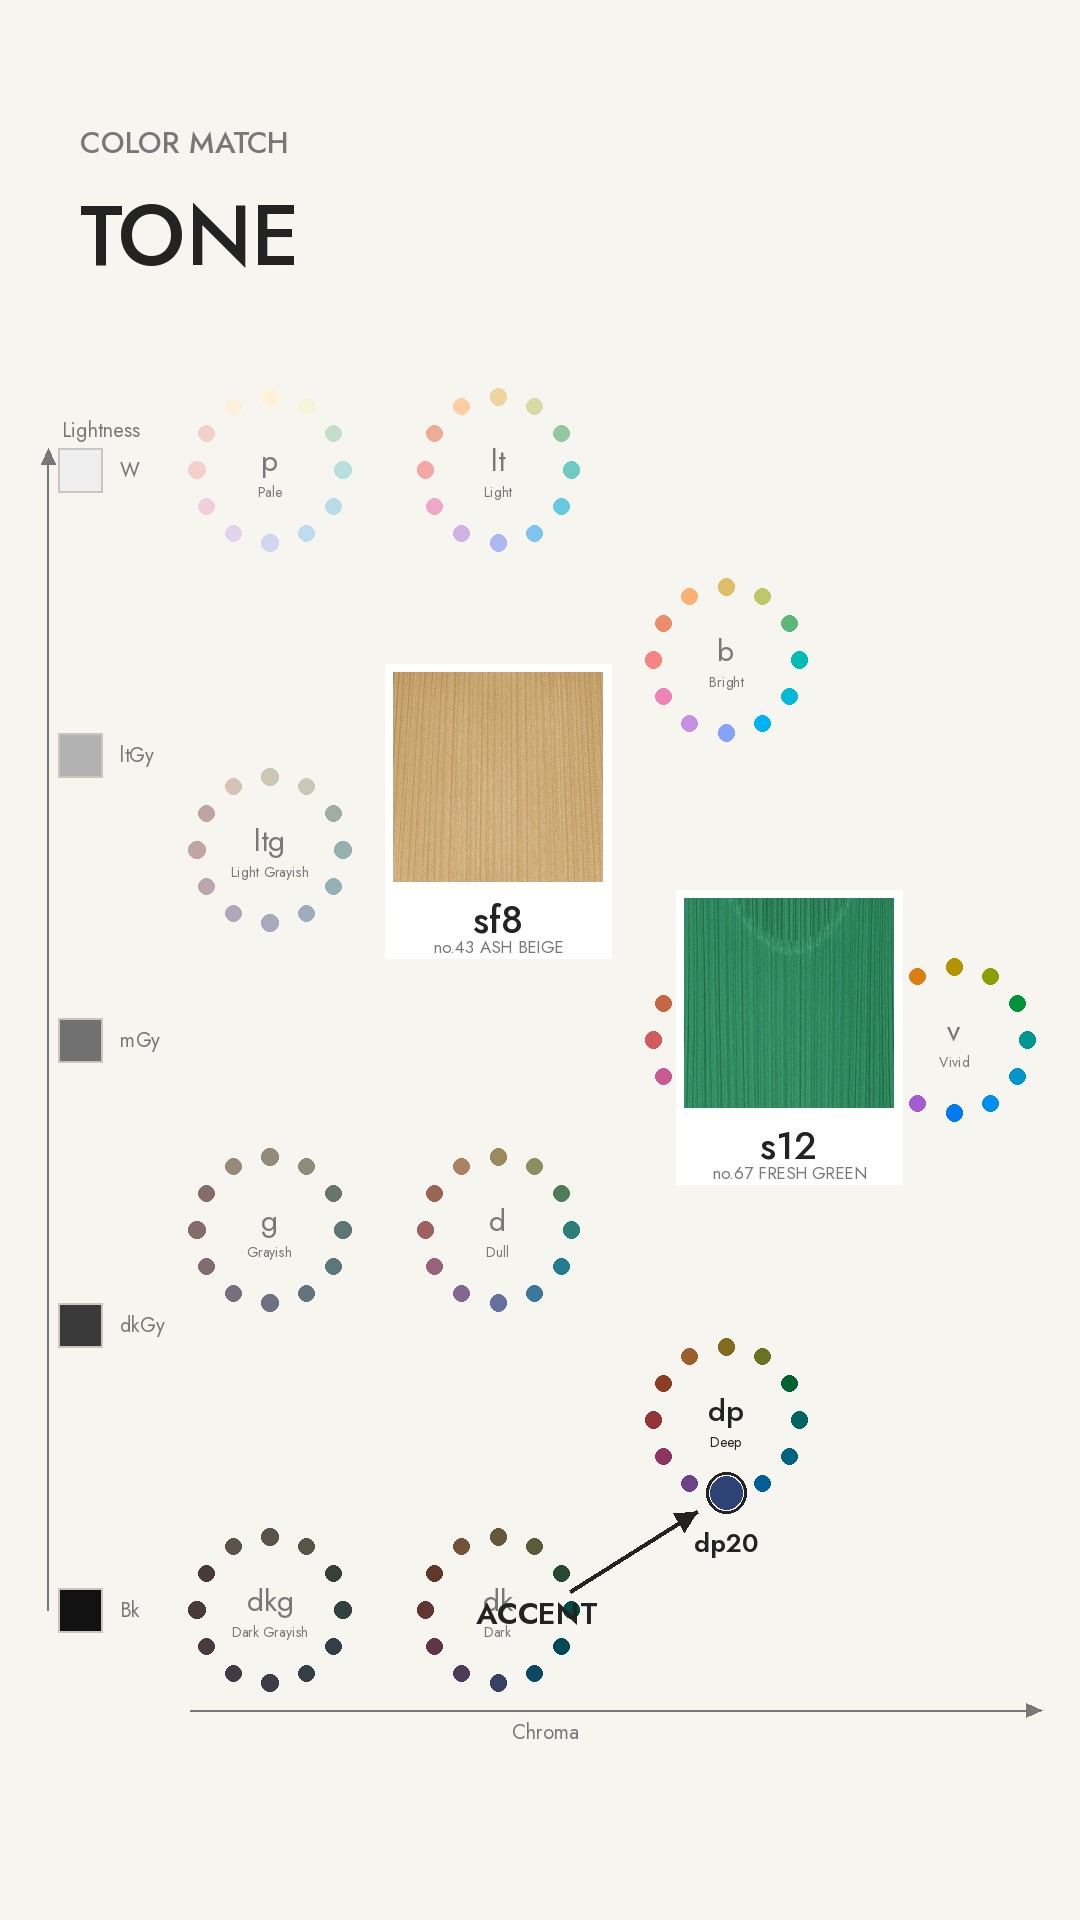 COLOR MATCH
TONE
Lightness
W
p
Pale
lt
Light
b
Bright
ltGy
ltg
Light Grayish
sf8
no.43 ASH BEIGE
mGy
v
Vivid
s12
no.67 FRESH GREEN
g
Grayish
d
Dull
dkGy
dp
Deep
dp20
Bk
dkg
Dark Grayish
dk
ACCENT
Dark
Chroma